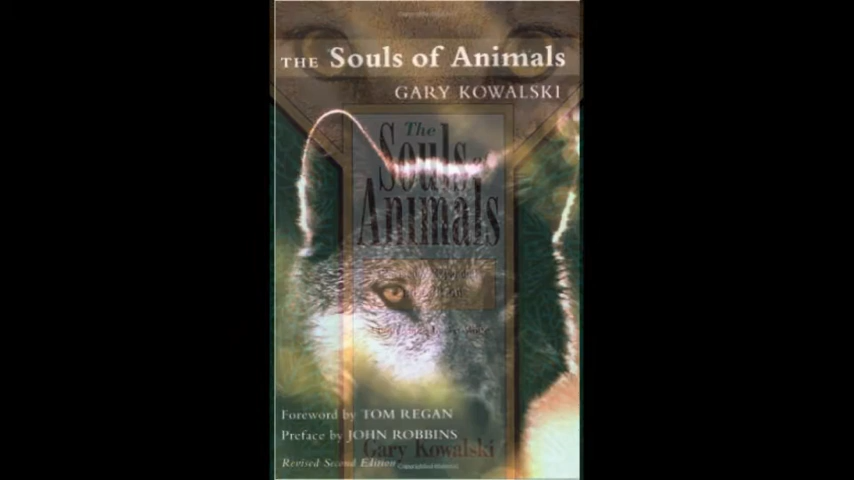 THE Souls of Animals
GARY KOWALSKI
The
Souls of
Animals
Foreword by TOM REGAN
Preface by JOHN ROBBINS
Gary Kowalski
Revised Second Edition